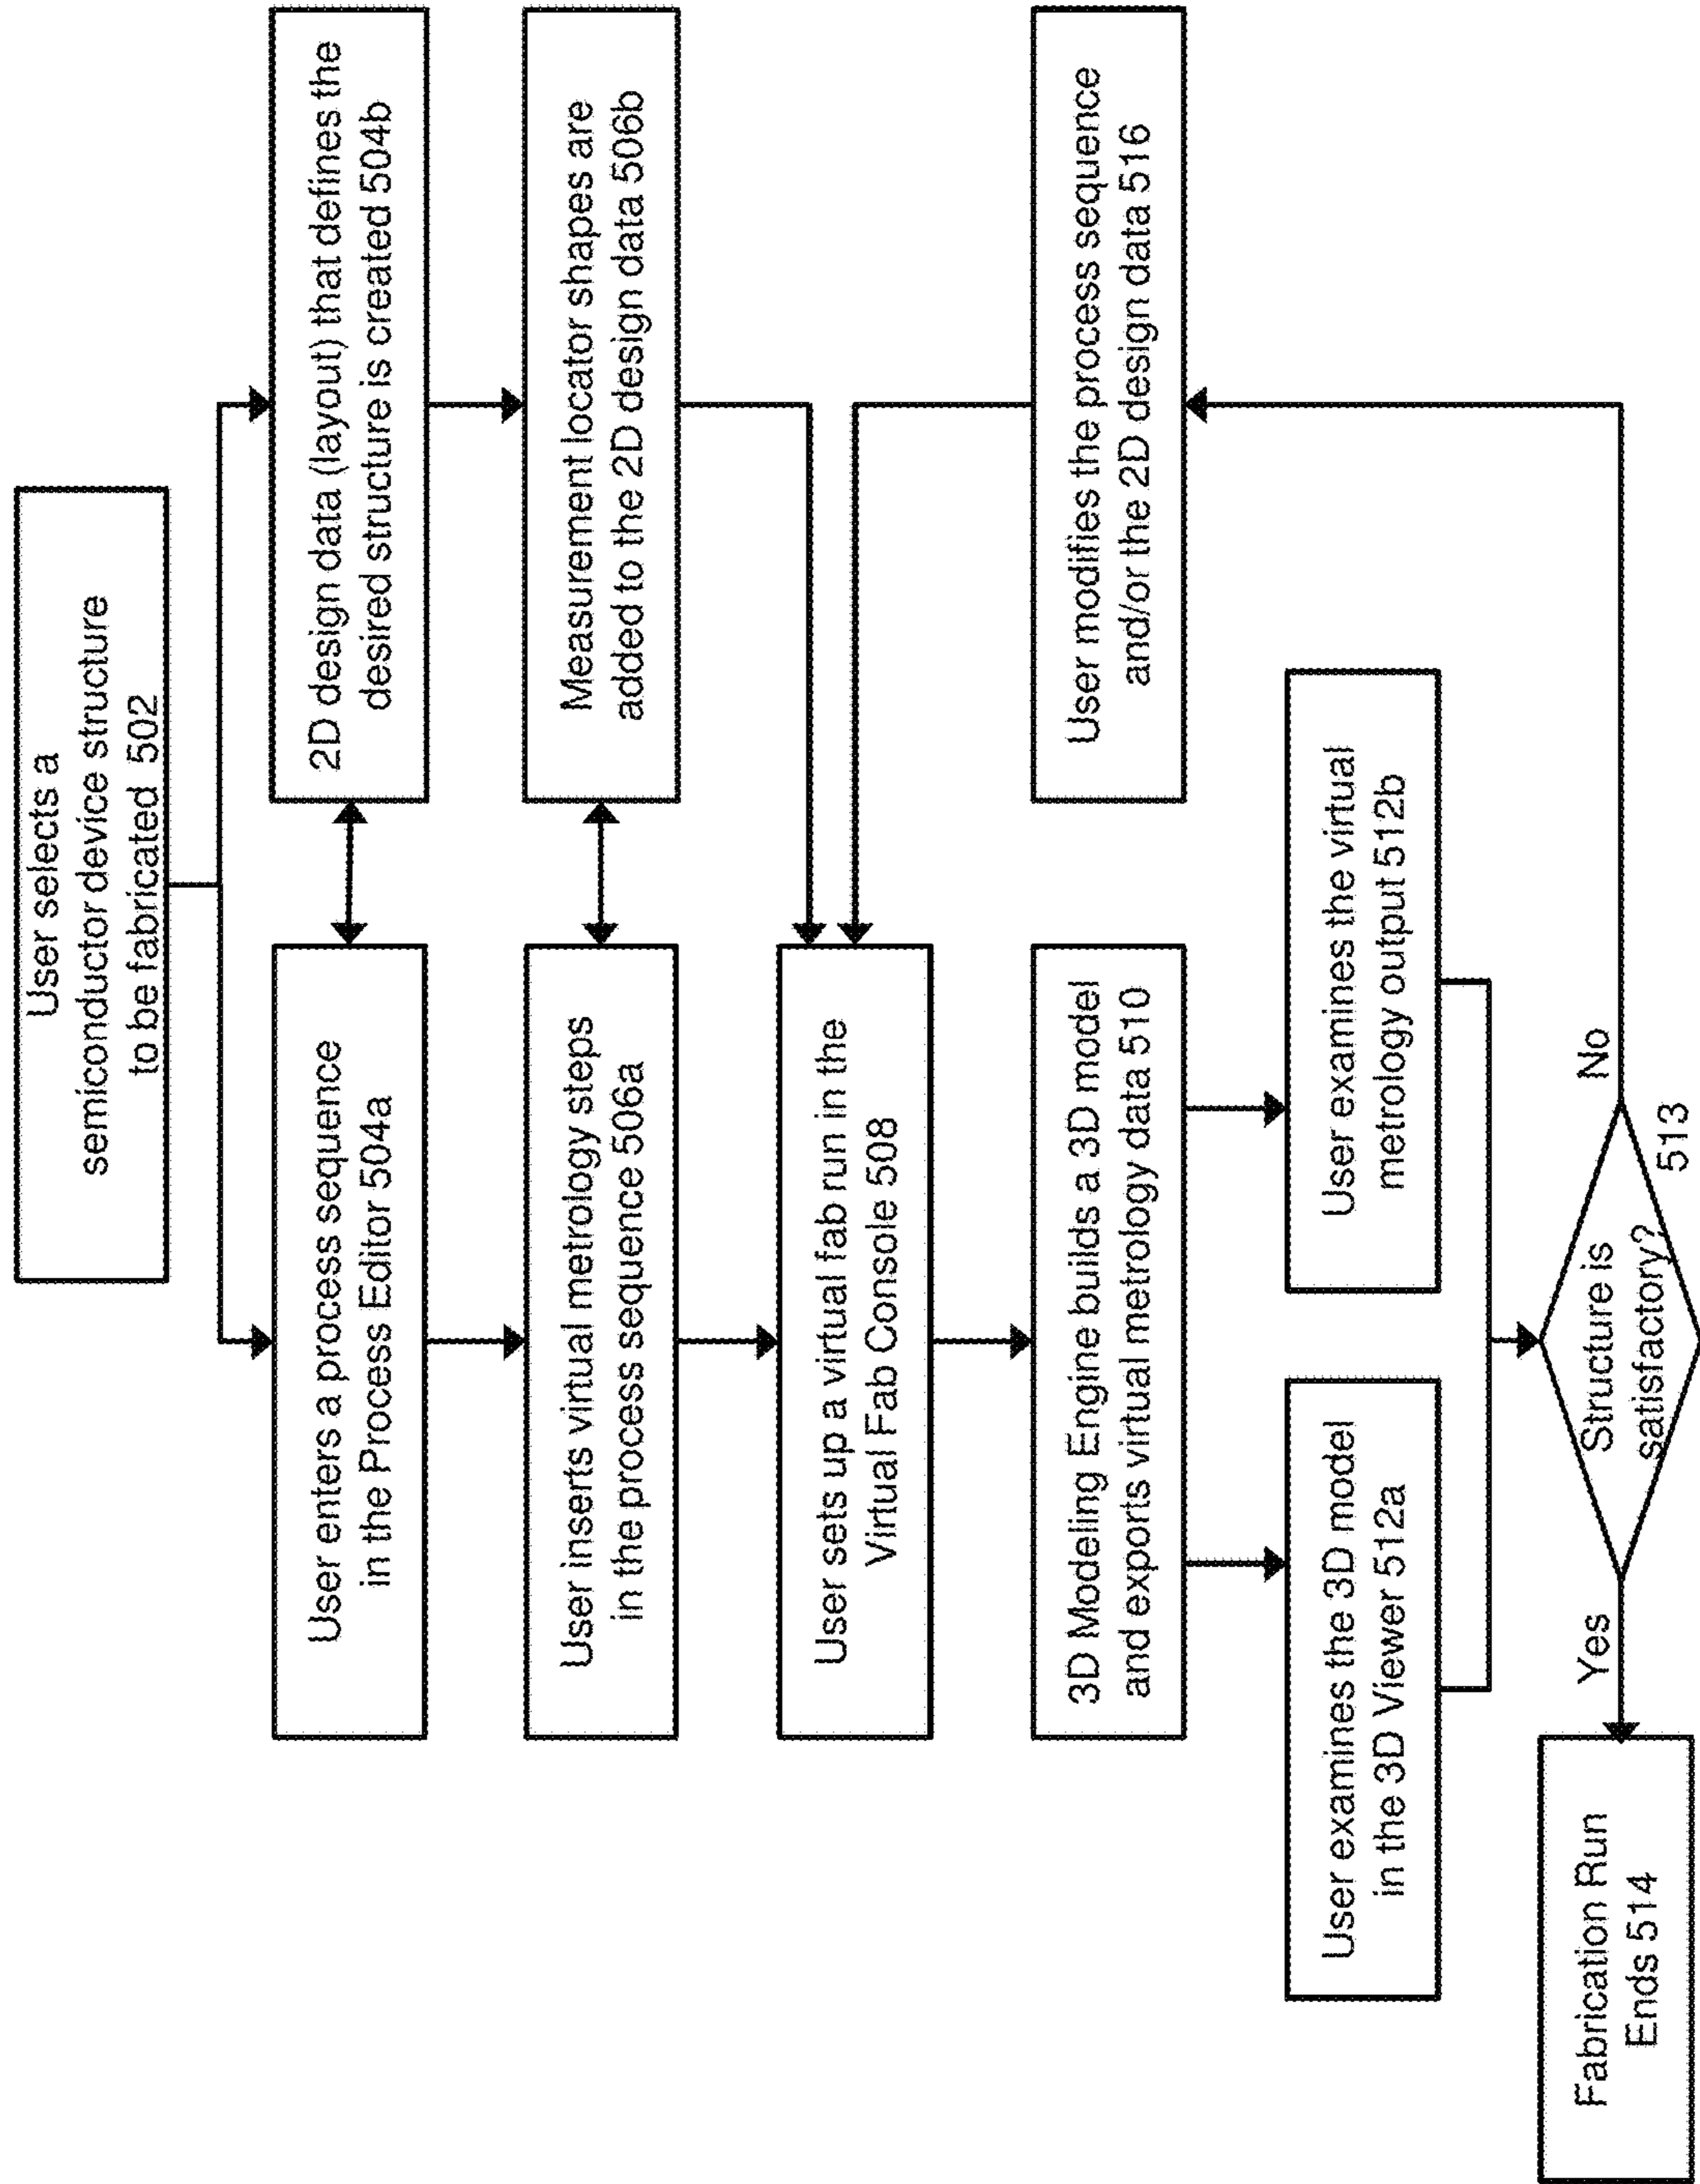 User selects a
semiconductor device structure
to be fabricated 502
User enters a process sequence
in the Process Editor 504a
2D design data (layout) that defines the
desired structure is created 504b
User inserts virtual metrology steps
in the process sequence 506a
Measurement locator shapes are
added to the 2D design data 506b
User sets up a virtual fab run in the
Virtual Fab Console 508
3D Modeling Engine builds a 3D model
and exports virtual metrology data 510
User modifies the process sequence
and/or the 2D design data 516
User examines the 3D model
in the 3D Viewer 512a
User examines the virtual
metrology output 512b
Fabrication Run
Ends 514
Yes
Structure is
satisfactory?
No
513